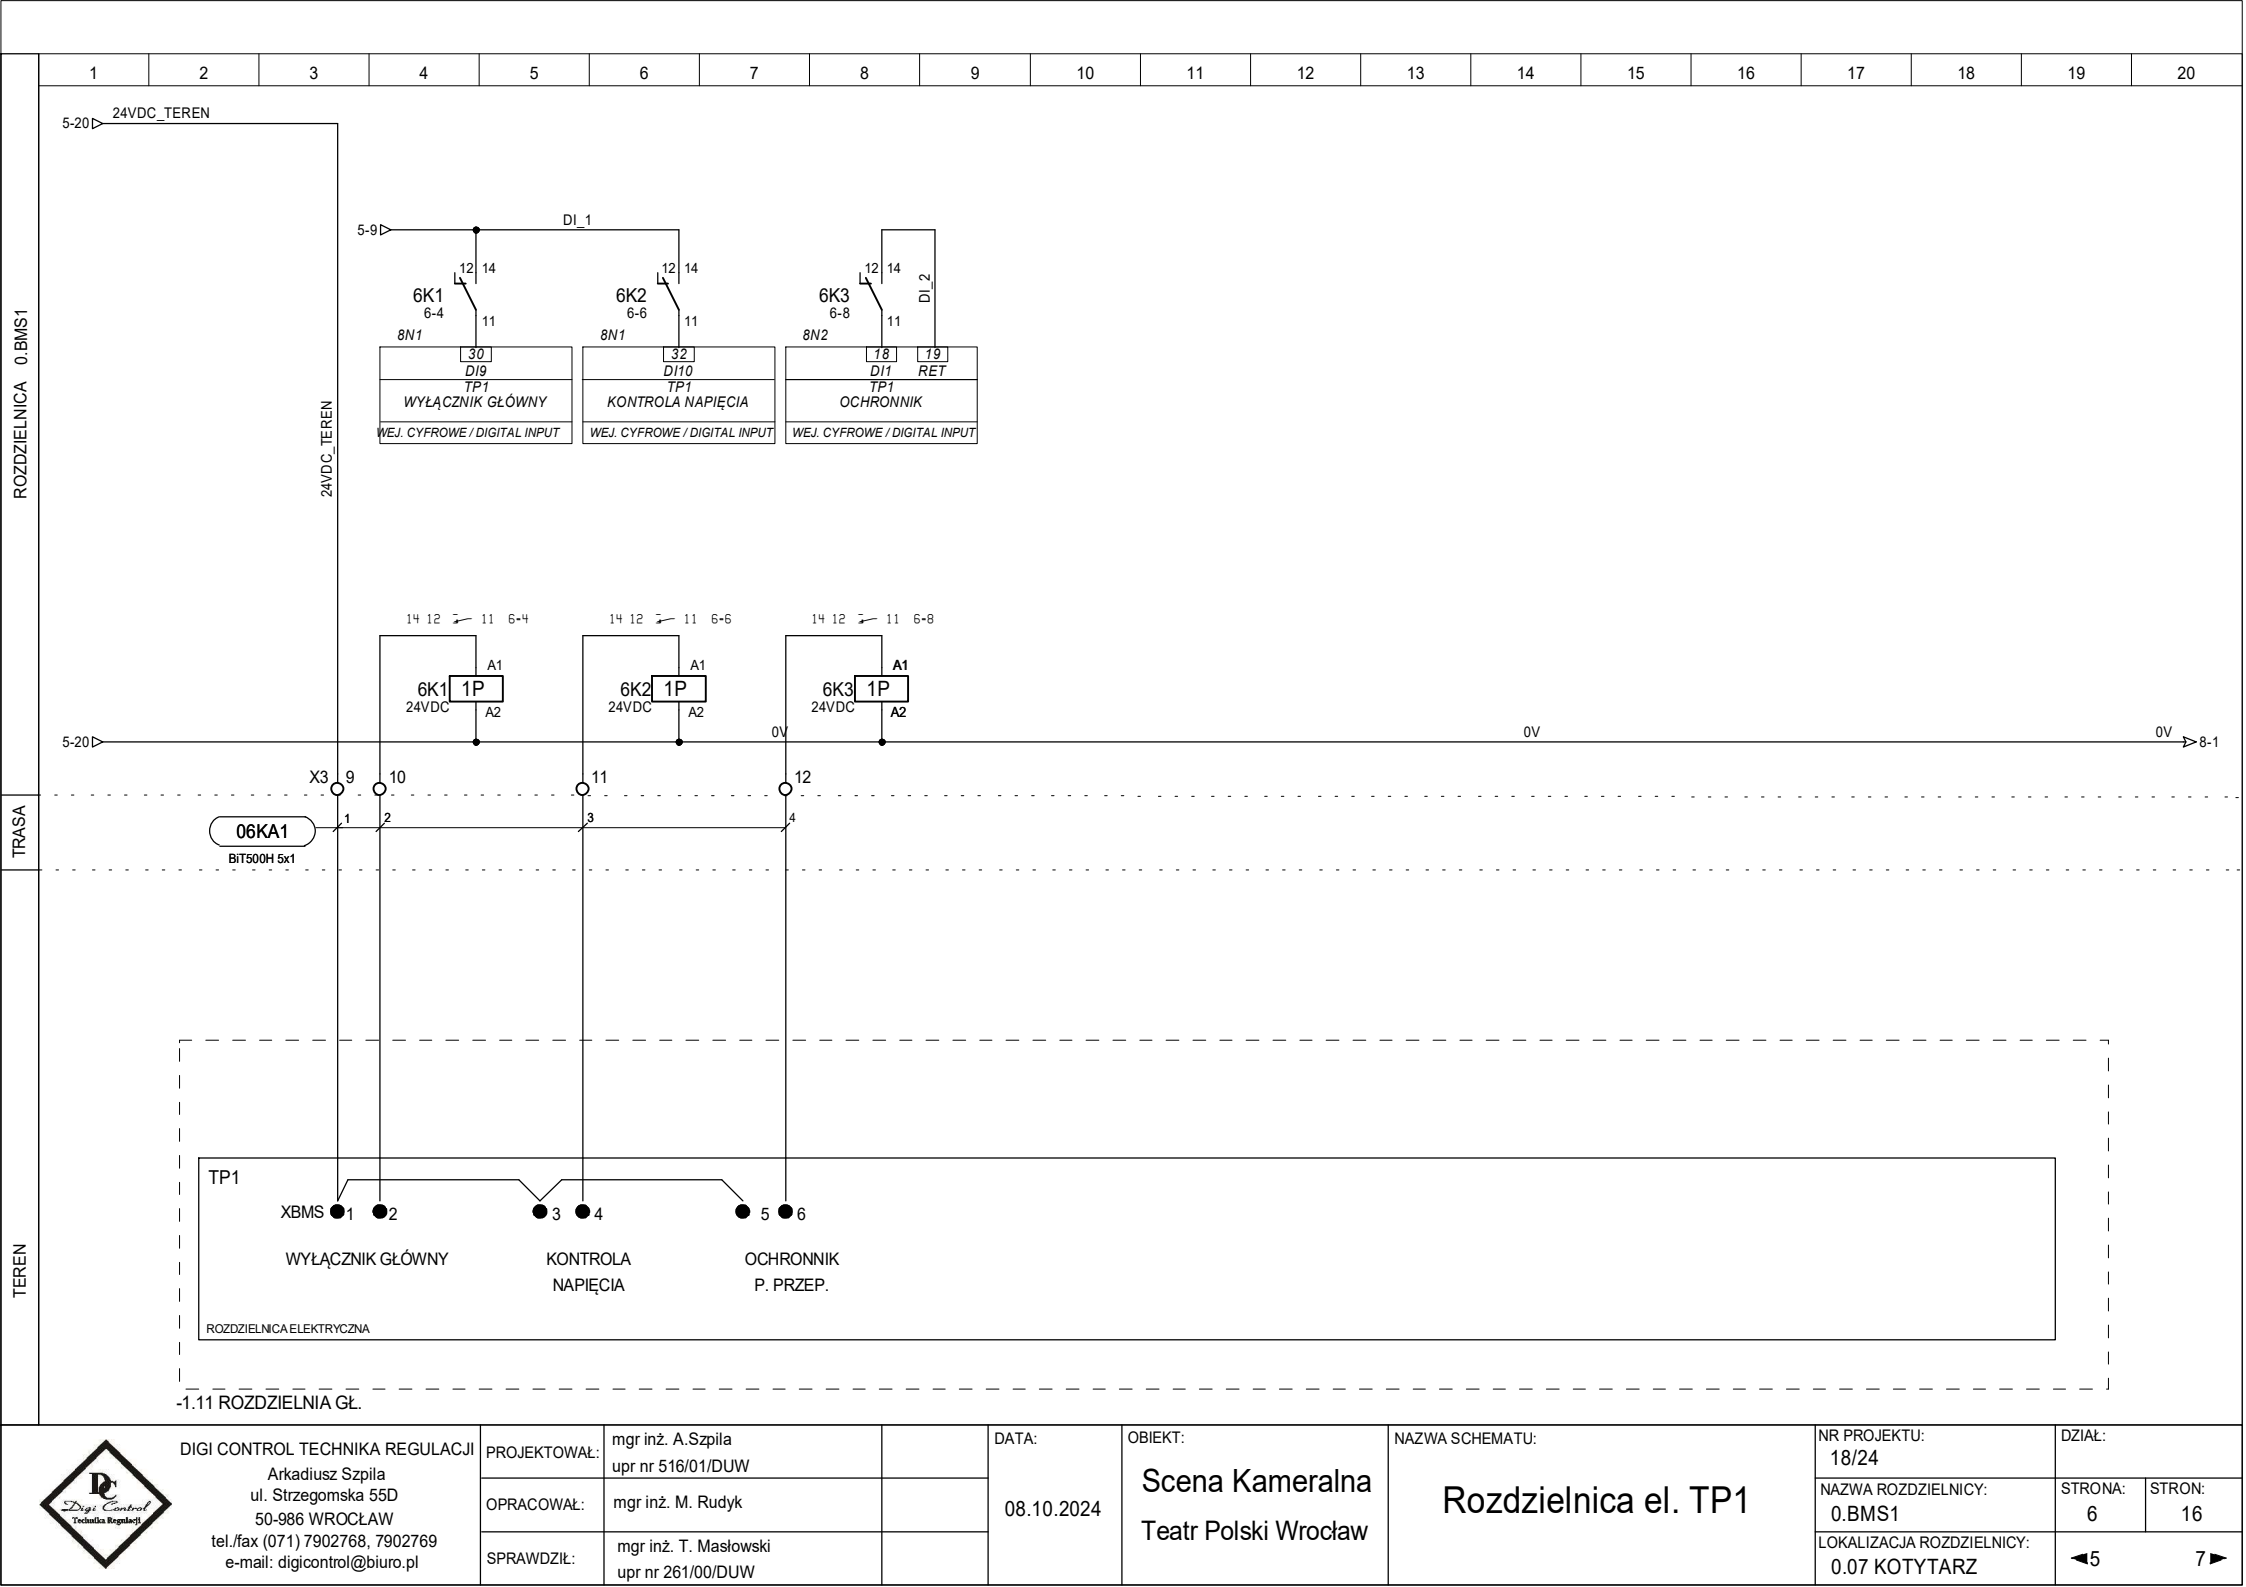 1 2 3 4 5 6 7 8 9 10 11 12 13 14 15 16 17 18 19 20
5-20 24VDC_TEREN
5-9 DI_1
12 14 12 14 12 14
DI_2
6K1 6K2 6K3
6-4 6-6 6-8
11 11 11
8N1 8N1 8N2
30 32 18 19
DI9 DI10 DI1 RET
TP1 TP1 TP1
WYŁĄCZNIK GŁÓWNY KONTROLA NAPIĘCIA OCHRONNIK
WEJ. CYFROWE / DIGITAL INPUT WEJ. CYFROWE / DIGITAL INPUT WEJ. CYFROWE / DIGITAL INPUT
24VDC_TEREN
ROZDZIELNICA 0.BMS1
14 12 11 6-4 14 12 11 6-6 14 12 11 6-8
A1 A1 A1
6K1 1P 6K2 1P 6K3 1P
24VDC A2 24VDC A2 24VDC A2
5-20 0V 0V 0V 8-1
X3 9 10 11 12
TRASA
06KA1 1 2 3 4
BiT500H 5x1
TEREN
TP1
XBMS 1 2 3 4 5 6
WYŁĄCZNIK GŁÓWNY KONTROLA OCHRONNIK
NAPIĘCIA P. PRZEP.
ROZDZIELNICA ELEKTRYCZNA
-1.11 ROZDZIELNIA GŁ.
DC
Digi Control
Technika Regulacji
DIGI CONTROL TECHNIKA REGULACJI
Arkadiusz Szpila
ul. Strzegomska 55D
50-986 WROCŁAW
tel./fax (071) 7902768, 7902769
e-mail: digicontrol@biuro.pl
PROJEKTOWAŁ:
mgr inż. A.Szpila
upr nr 516/01/DUW
OPRACOWAŁ:
mgr inż. M. Rudyk
SPRAWDZIŁ:
mgr inż. T. Masłowski
upr nr 261/00/DUW
DATA:
08.10.2024
OBIEKT:
Scena Kameralna
Teatr Polski Wrocław
NAZWA SCHEMATU:
Rozdzielnica el. TP1
NR PROJEKTU:
18/24
DZIAŁ:
NAZWA ROZDZIELNICY:
0.BMS1
STRONA:
6
STRON:
16
LOKALIZACJA ROZDZIELNICY:
0.07 KOTYTARZ
5 7